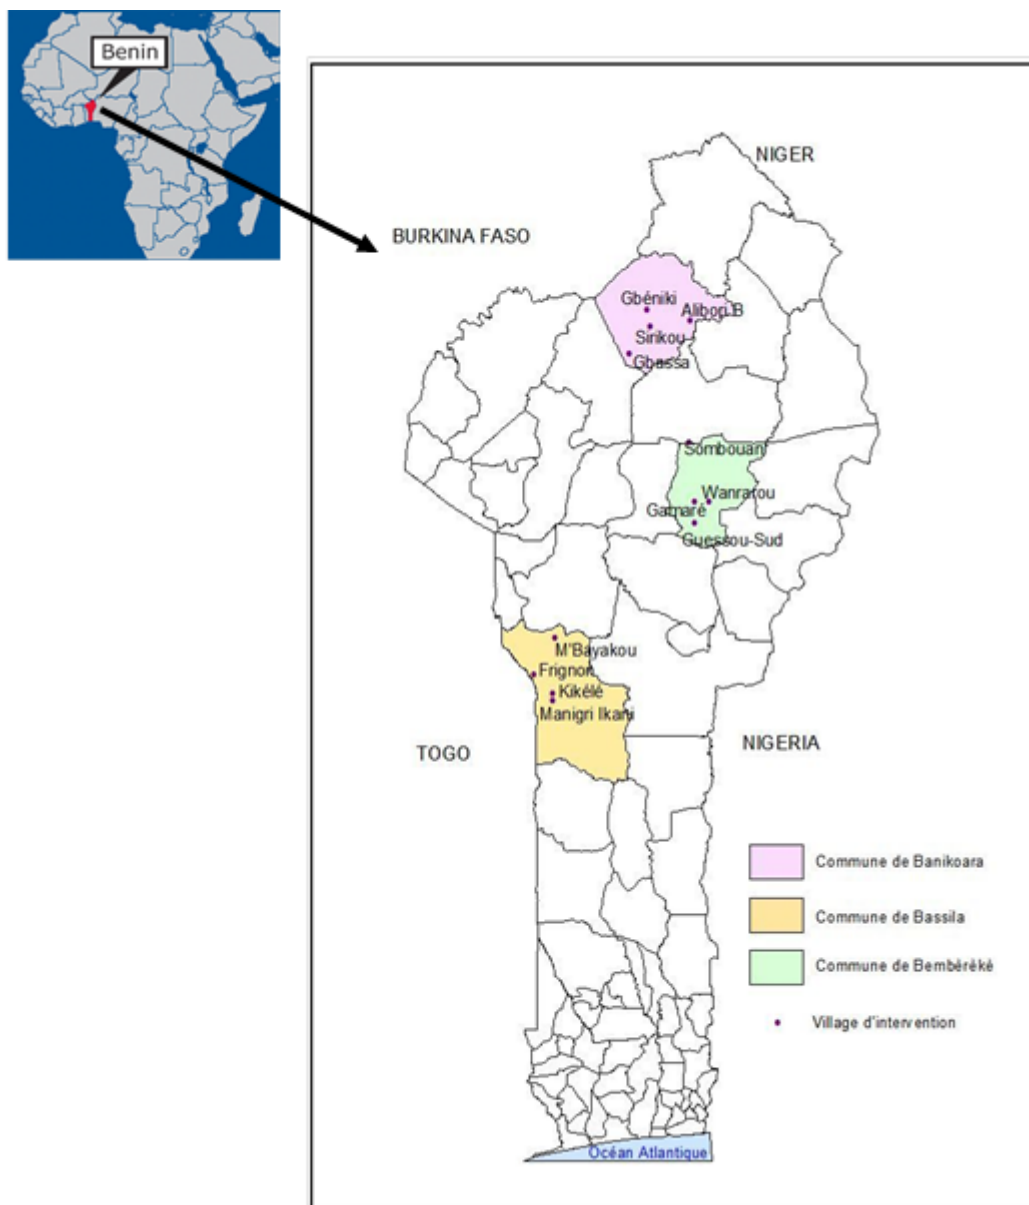 Benin
NIGER
BURKINA FASO
Gbéniki
Alibori B
Sirikou
Gbassa
Sombouan
Wanrarou
Gamaré
Guessou-Sud
M'Bayakou
Frignon
Kikélé
Manigri Ikani
TOGO
NIGERIA
Commune de Banikoara
Commune de Bassila
Commune de Bembèrèkè
Village d'intervention
Océan Atlantique